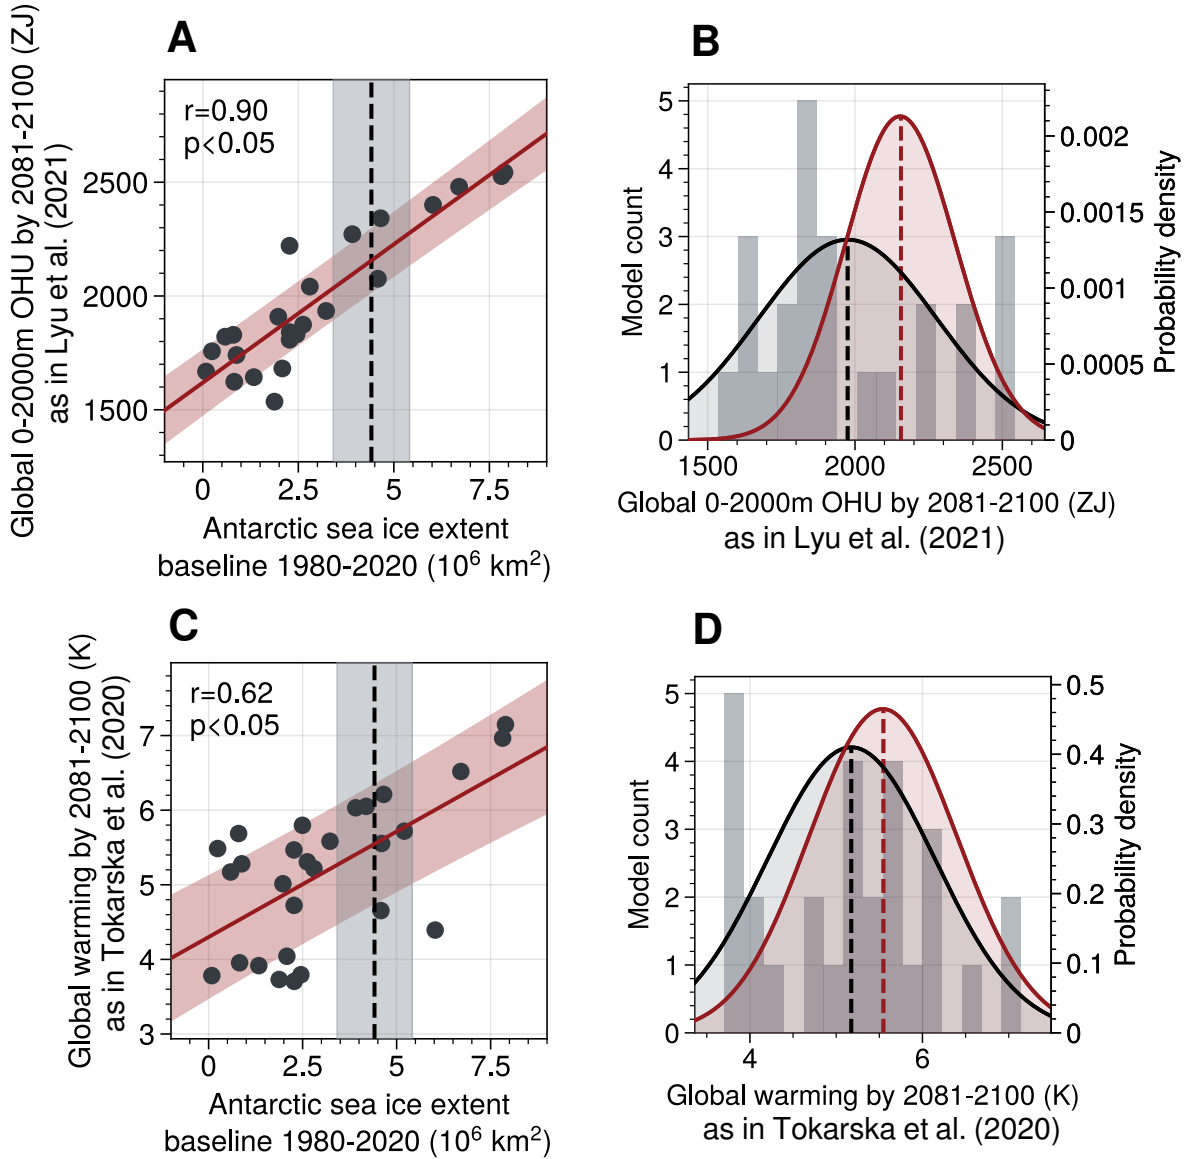 A
Global 0-2000m OHU by 2081-2100 (ZJ)
as in Lyu et al. (2021)
r=0.90
p<0.05
2500
2000
1500
0 2.5 5 7.5
Antarctic sea ice extent
baseline 1980-2020 (10⁶ km²)
B
Model count
5
4
3
2
1
0
0.002
0.0015
0.001
0.0005
0
Probability density
1500 2000 2500
Global 0-2000m OHU by 2081-2100 (ZJ)
as in Lyu et al. (2021)
C
Global warming by 2081-2100 (K)
as in Tokarska et al. (2020)
r=0.62
p<0.05
7
6
5
4
3
0 2.5 5 7.5
Antarctic sea ice extent
baseline 1980-2020 (10⁶ km²)
D
Model count
5
4
3
2
1
0
0.5
0.4
0.3
0.2
0.1
0
Probability density
4 6
Global warming by 2081-2100 (K)
as in Tokarska et al. (2020)